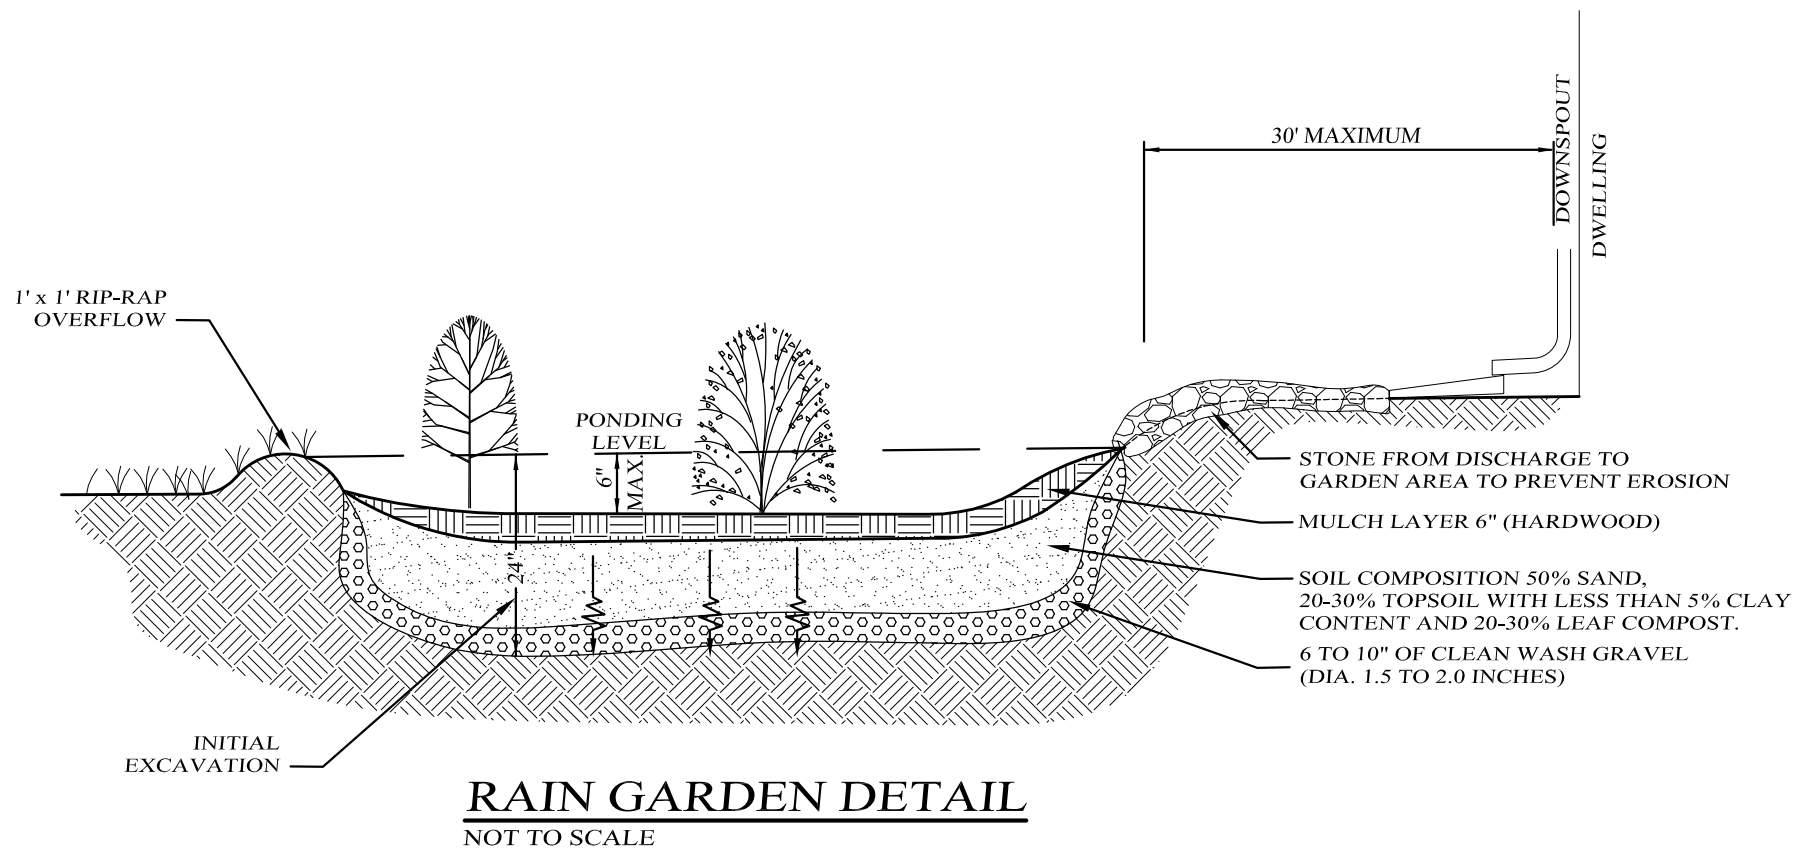 30' MAXIMUM
DOWNSPOUT
DWELLING
1' x 1' RIP-RAP
OVERFLOW
PONDING
LEVEL
6"
MAX.
24"
STONE FROM DISCHARGE TO
GARDEN AREA TO PREVENT EROSION
MULCH LAYER 6" (HARDWOOD)
SOIL COMPOSITION 50% SAND,
20-30% TOPSOIL WITH LESS THAN 5% CLAY
CONTENT AND 20-30% LEAF COMPOST.
6 TO 10" OF CLEAN WASH GRAVEL
(DIA. 1.5 TO 2.0 INCHES)
INITIAL
EXCAVATION
RAIN GARDEN DETAIL
NOT TO SCALE